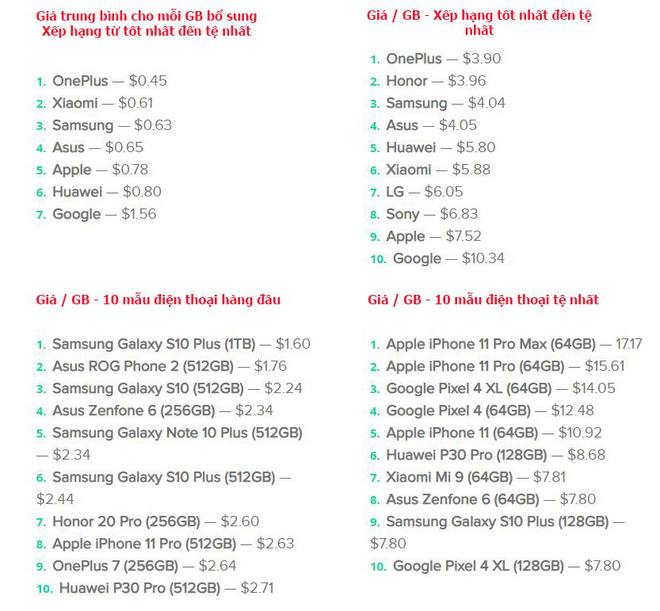 Giá trung bình cho mỗi GB bổ sung
Xếp hạng từ tốt nhất đến tệ nhất
1. OnePlus — $0.45
2. Xiaomi — $0.61
3. Samsung — $0.63
4. Asus — $0.65
5. Apple — $0.78
6. Huawei — $0.80
7. Google — $1.56
Giá / GB - Xếp hạng tốt nhất đến tệ
nhất
1. OnePlus — $3.90
2. Honor — $3.96
3. Samsung — $4.04
4. Asus — $4.05
5. Huawei — $5.80
6. Xiaomi — $5.88
7. LG — $6.05
8. Sony — $6.83
9. Apple — $7.52
10. Google — $10.34
Giá / GB - 10 mẫu điện thoại hàng đâu
1. Samsung Galaxy S10 Plus (1TB) — $1.60
2. Asus ROG Phone 2 (512GB) — $1.76
3. Samsung Galaxy S10 (512GB) — $2.24
4. Asus Zenfone 6 (256GB) — $2.34
5. Samsung Galaxy Note 10 Plus (512GB)
— $2.34
6. Samsung Galaxy S10 Plus (512GB) —
$2.44
7. Honor 20 Pro (256GB) — $2.60
8. Apple iPhone 11 Pro (512GB) — $2.63
9. OnePlus 7 (256GB) — $2.64
10. Huawei P30 Pro (512GB) — $2.71
Giá / GB - 10 mẫu điện thoại tệ nhất
1. Apple iPhone 11 Pro Max (64GB) — 17.17
2. Apple iPhone 11 Pro (64GB) — $15.61
3. Google Pixel 4 XL (64GB) — $14.05
4. Google Pixel 4 (64GB) — $12.48
5. Apple iPhone 11 (64GB) — $10.92
6. Huawei P30 Pro (128GB) — $8.68
7. Xiaomi Mi 9 (64GB) — $7.81
8. Asus Zenfone 6 (64GB) — $7.80
9. Samsung Galaxy S10 Plus (128GB) —
$7.80
10. Google Pixel 4 XL (128GB) — $7.80